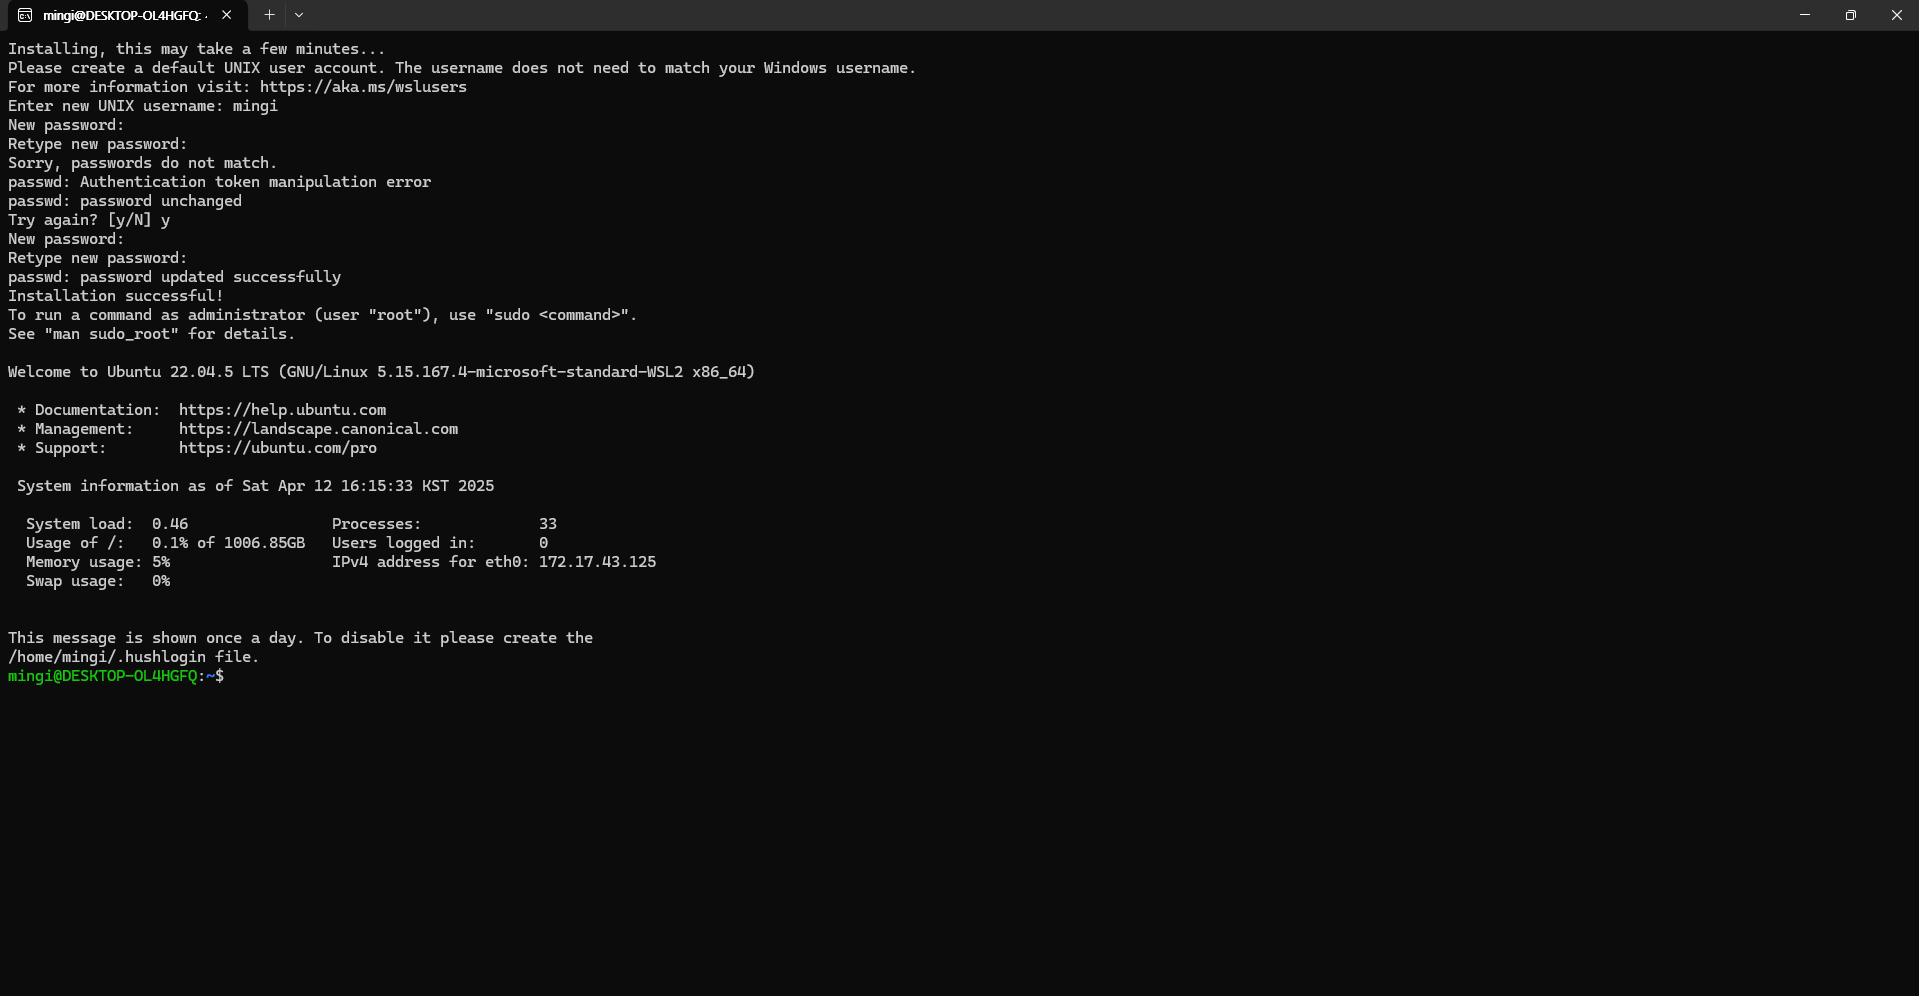 mingi@DESKTOP-OL4HGFQ:
Installing, this may take a few minutes...
Please create a default UNIX user account. The username does not need to match your Windows username.
For more information visit: https://aka.ms/wslusers
Enter new UNIX username: mingi
New password:
Retype new password:
Sorry, passwords do not match.
passwd: Authentication token manipulation error
passwd: password unchanged
Try again? [y/N] y
New password:
Retype new password:
passwd: password updated successfully
Installation successful!
To run a command as administrator (user "root"), use "sudo <command>".
See "man sudo_root" for details.
Welcome to Ubuntu 22.04.5 LTS (GNU/Linux 5.15.167.4-microsoft-standard-WSL2 x86_64)
* Documentation:  https://help.ubuntu.com
* Management:     https://landscape.canonical.com
* Support:        https://ubuntu.com/pro
System information as of Sat Apr 12 16:15:33 KST 2025
System load:  0.46                Processes:             33
Usage of /:   0.1% of 1006.85GB   Users logged in:       0
Memory usage: 5%                  IPv4 address for eth0: 172.17.43.125
Swap usage:   0%
This message is shown once a day. To disable it please create the
/home/mingi/.hushlogin file.
mingi@DESKTOP-OL4HGFQ:~$